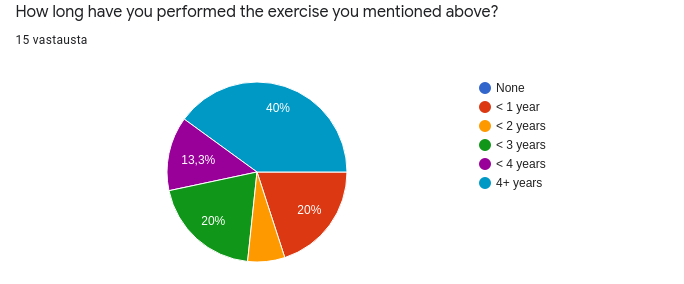 How long have you performed the exercise you mentioned above?
15 vastausta
40%
13,3%
20%
20%
None
< 1 year
< 2 years
< 3 years
< 4 years
4+ years